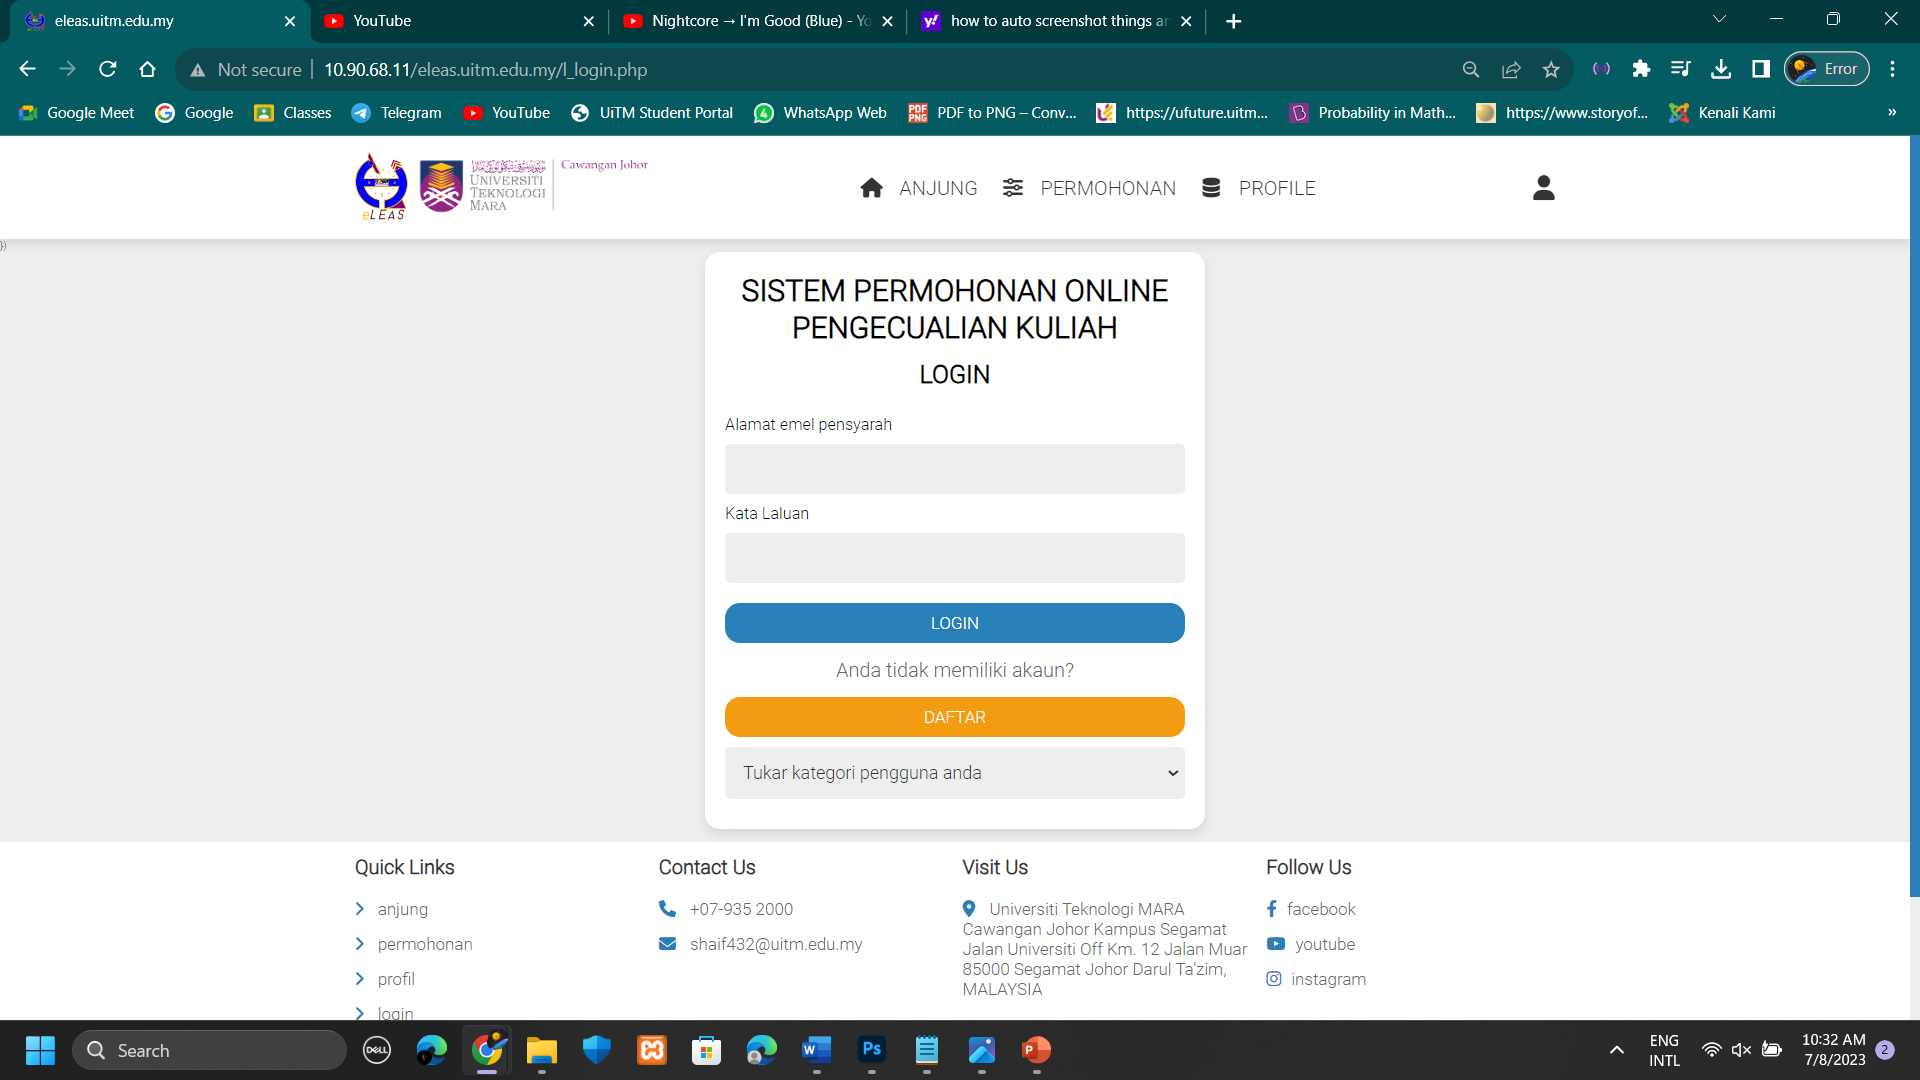 eleas.uitm.edu.my
YouTube
Nightcore → I'm Good (Blue) - Yo
how to auto screenshot things an
Not secure
10.90.68.11/eleas.uitm.edu.my/l_login.php
Error
Google Meet
Google
Classes
Telegram
YouTube
UiTM Student Portal
WhatsApp Web
PDF to PNG – Conv...
https://ufuture.uitm...
Probability in Math...
https://www.storyof...
Kenali Kami
»
eLEAS
UNIVERSITI
TEKNOLOGI
MARA
Cawangan Johor
ANJUNG
PERMOHONAN
PROFILE
})
SISTEM PERMOHONAN ONLINE
PENGECUALIAN KULIAH
LOGIN
Alamat emel pensyarah
Kata Laluan
LOGIN
Anda tidak memiliki akaun?
DAFTAR
Tukar kategori pengguna anda
Quick Links
anjung
permohonan
profil
login
Contact Us
+07-935 2000
shaif432@uitm.edu.my
Visit Us
Universiti Teknologi MARA
Cawangan Johor Kampus Segamat
Jalan Universiti Off Km. 12 Jalan Muar
85000 Segamat Johor Darul Ta'zim,
MALAYSIA
Follow Us
facebook
youtube
instagram
Search
DELL
W
Ps
P
ENG
INTL
10:32 AM
7/8/2023
2